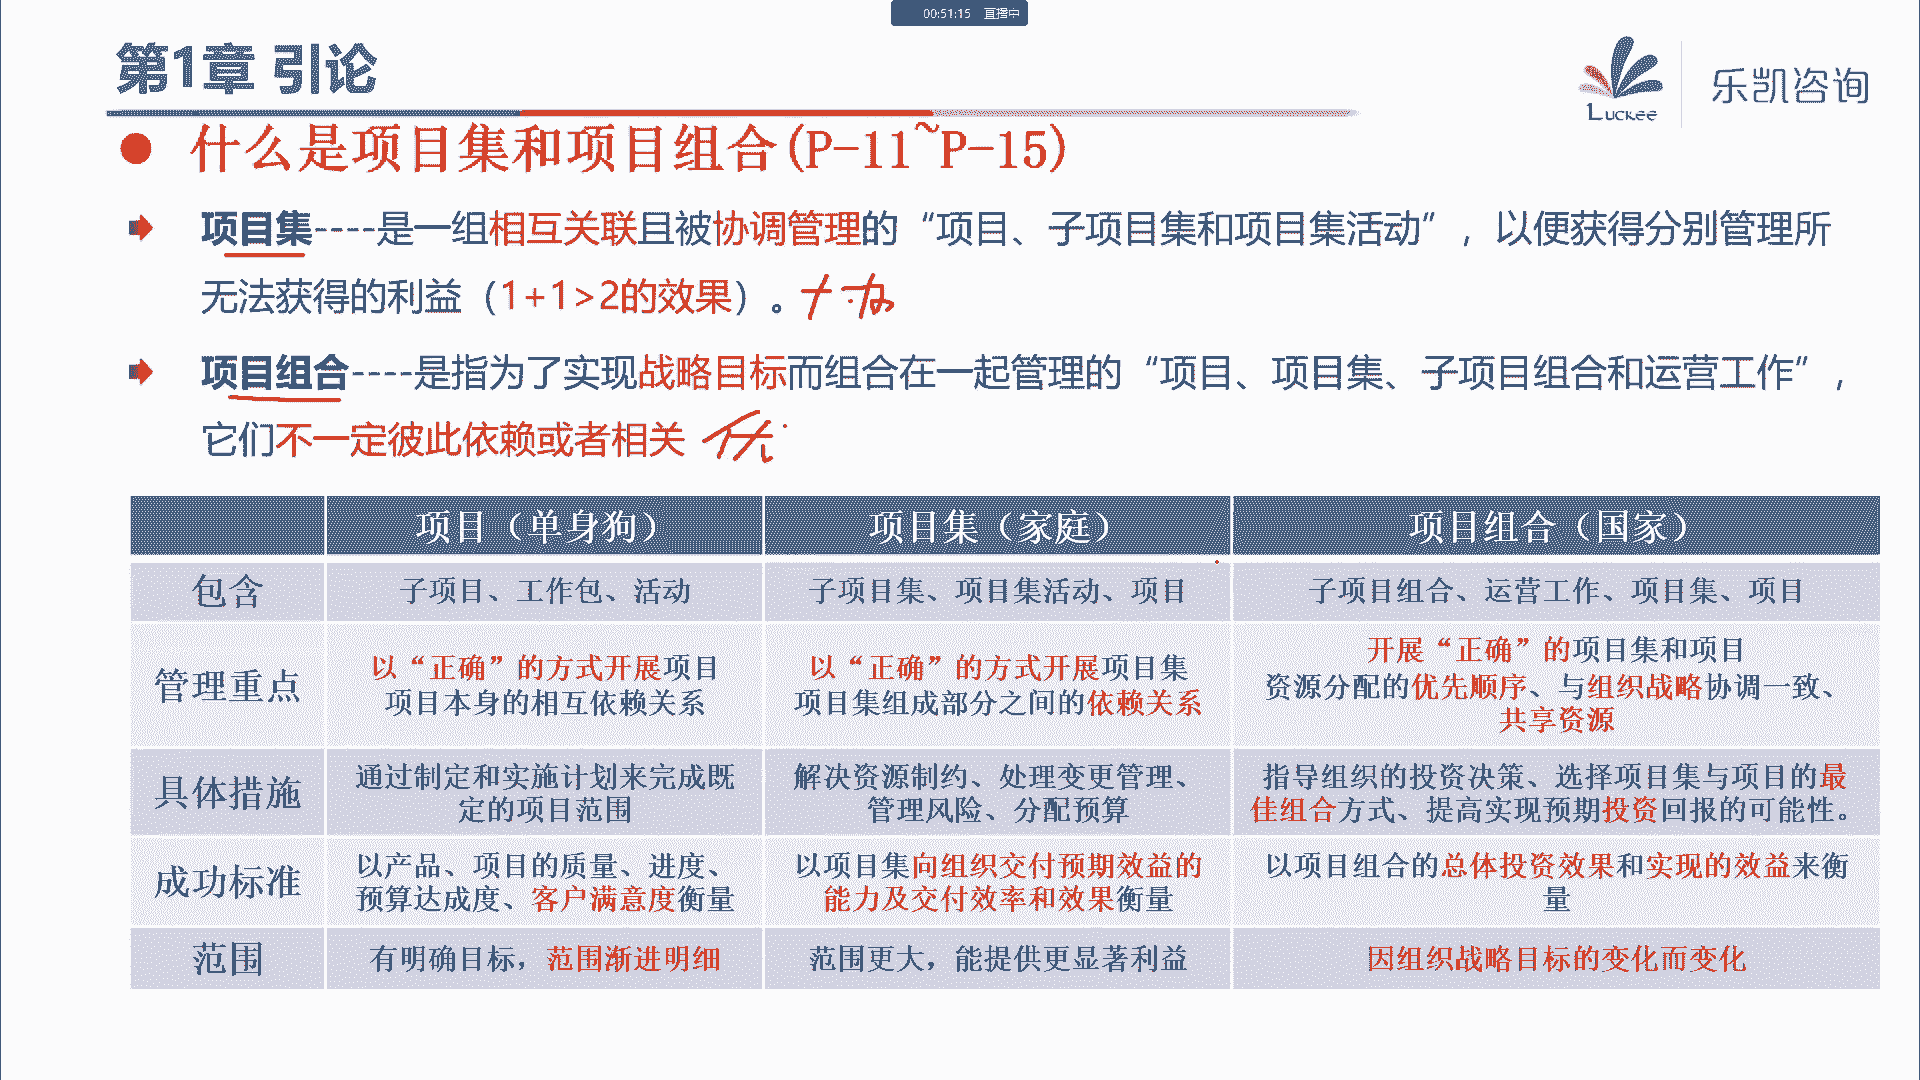 00:51:15 直播中
第1章 引论
Luckee 乐凯咨询
什么是项目集和项目组合(P-11~P-15)
项目集----是一组相互关联且被协调管理的“项目、子项目集和项目集活动”，以便获得分别管理所
无法获得的利益（1+1>2的效果）。
项目组合----是指为了实现战略目标而组合在一起管理的“项目、项目集、子项目组合和运营工作”，
它们不一定彼此依赖或者相关
项目（单身狗） 项目集（家庭） 项目组合（国家）
包含 子项目、工作包、活动 子项目集、项目集活动、项目 子项目组合、运营工作、项目集、项目
管理重点
以“正确”的方式开展项目
项目本身的相互依赖关系
以“正确”的方式开展项目集
项目集组成部分之间的依赖关系
开展“正确”的项目集和项目
资源分配的优先顺序、与组织战略协调一致、
共享资源
具体措施
通过制定和实施计划来完成既
定的项目范围
解决资源制约、处理变更管理、
管理风险、分配预算
指导组织的投资决策、选择项目集与项目的最
佳组合方式、提高实现预期投资回报的可能性。
成功标准
以产品、项目的质量、进度、
预算达成度、客户满意度衡量
以项目集向组织交付预期效益的
能力及交付效率和效果衡量
以项目组合的总体投资效果和实现的效益来衡
量
范围 有明确目标，范围渐进明细 范围更大，能提供更显著利益 因组织战略目标的变化而变化